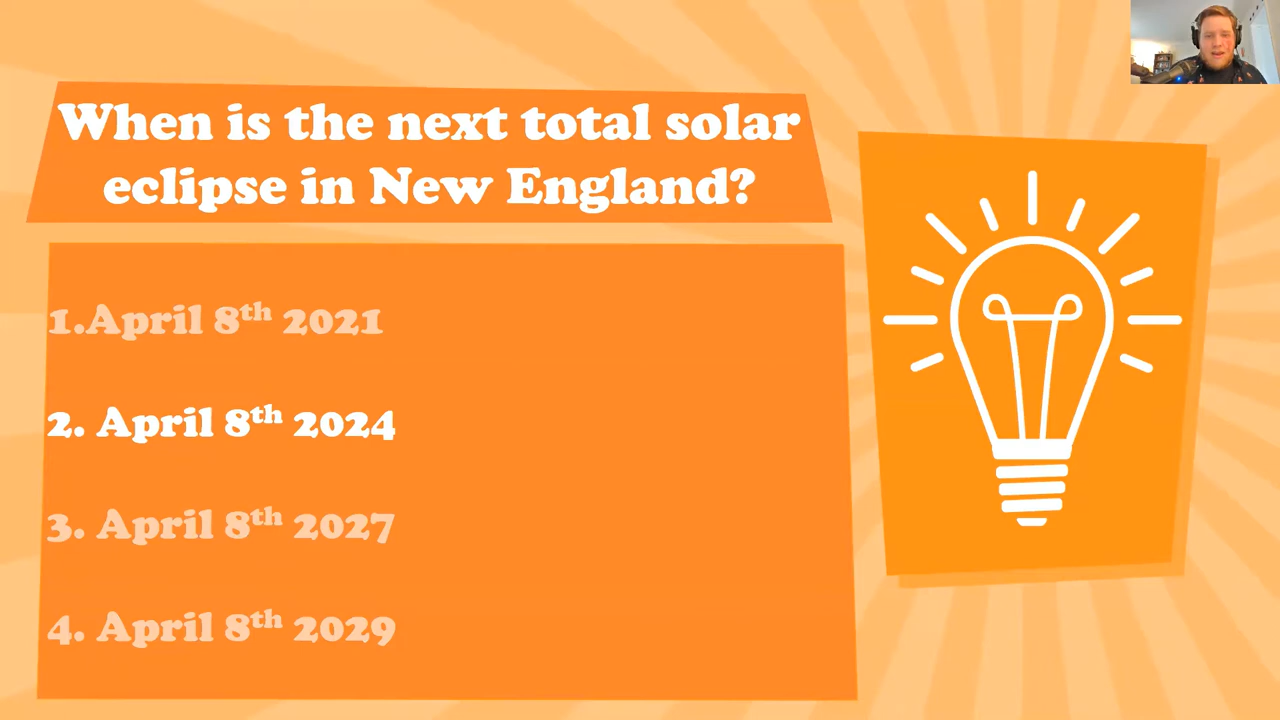 When is the next total solar
eclipse in New England?
1.April 8th 2021
2. April 8th 2024
3. April 8th 2027
4. April 8th 2029